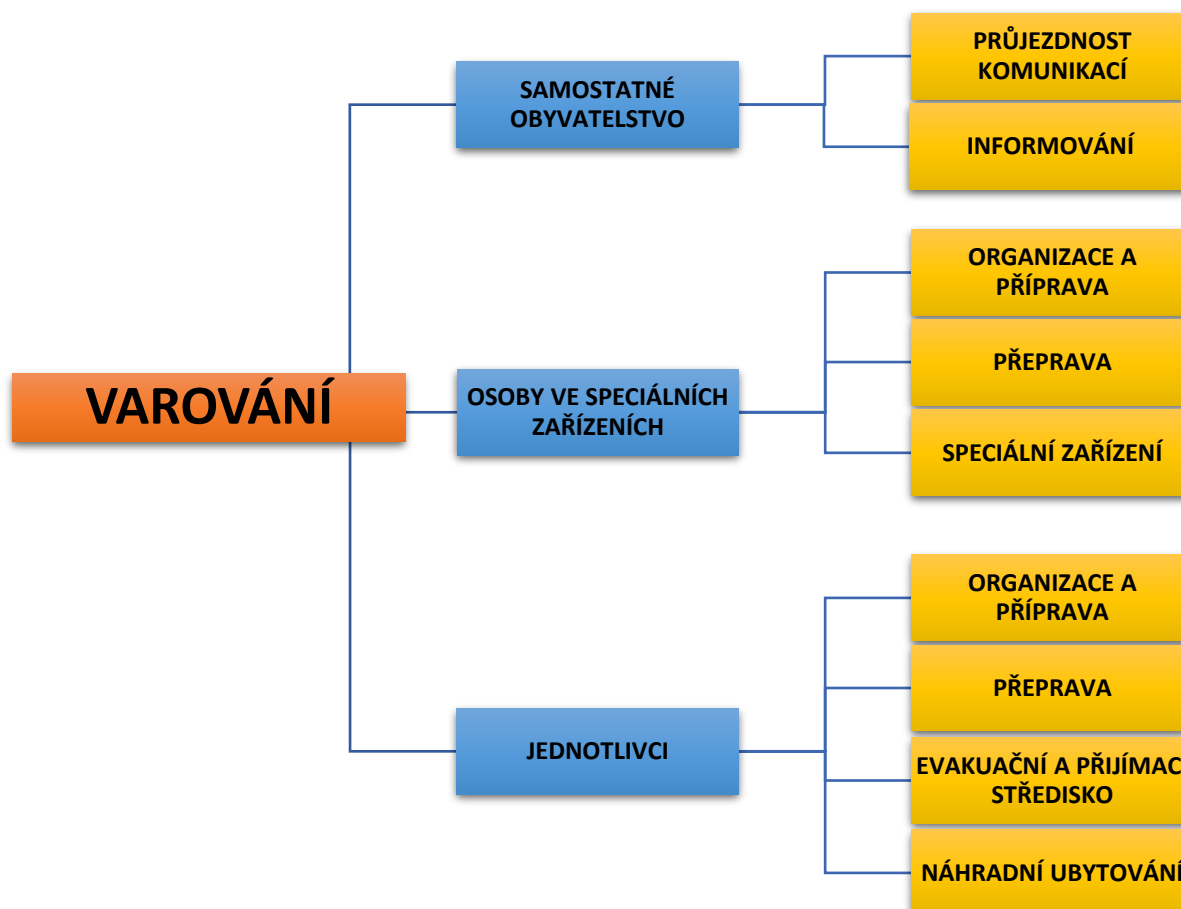 PRŮJEZDNOST
KOMUNIKACÍ
SAMOSTATNÉ
OBYVATELSTVO
INFORMOVÁNÍ
ORGANIZACE A
PŘÍPRAVA
PŘEPRAVA
VAROVÁNÍ
OSOBY VE SPECIÁLNÍCH
ZAŘÍZENÍCH
SPECIÁLNÍ ZAŘÍZENÍ
ORGANIZACE A
PŘÍPRAVA
PŘEPRAVA
JEDNOTLIVCI
EVAKUAČNÍ A PŘIJÍMAC
STŘEDISKO
NÁHRADNÍ UBYTOVÁNÍ